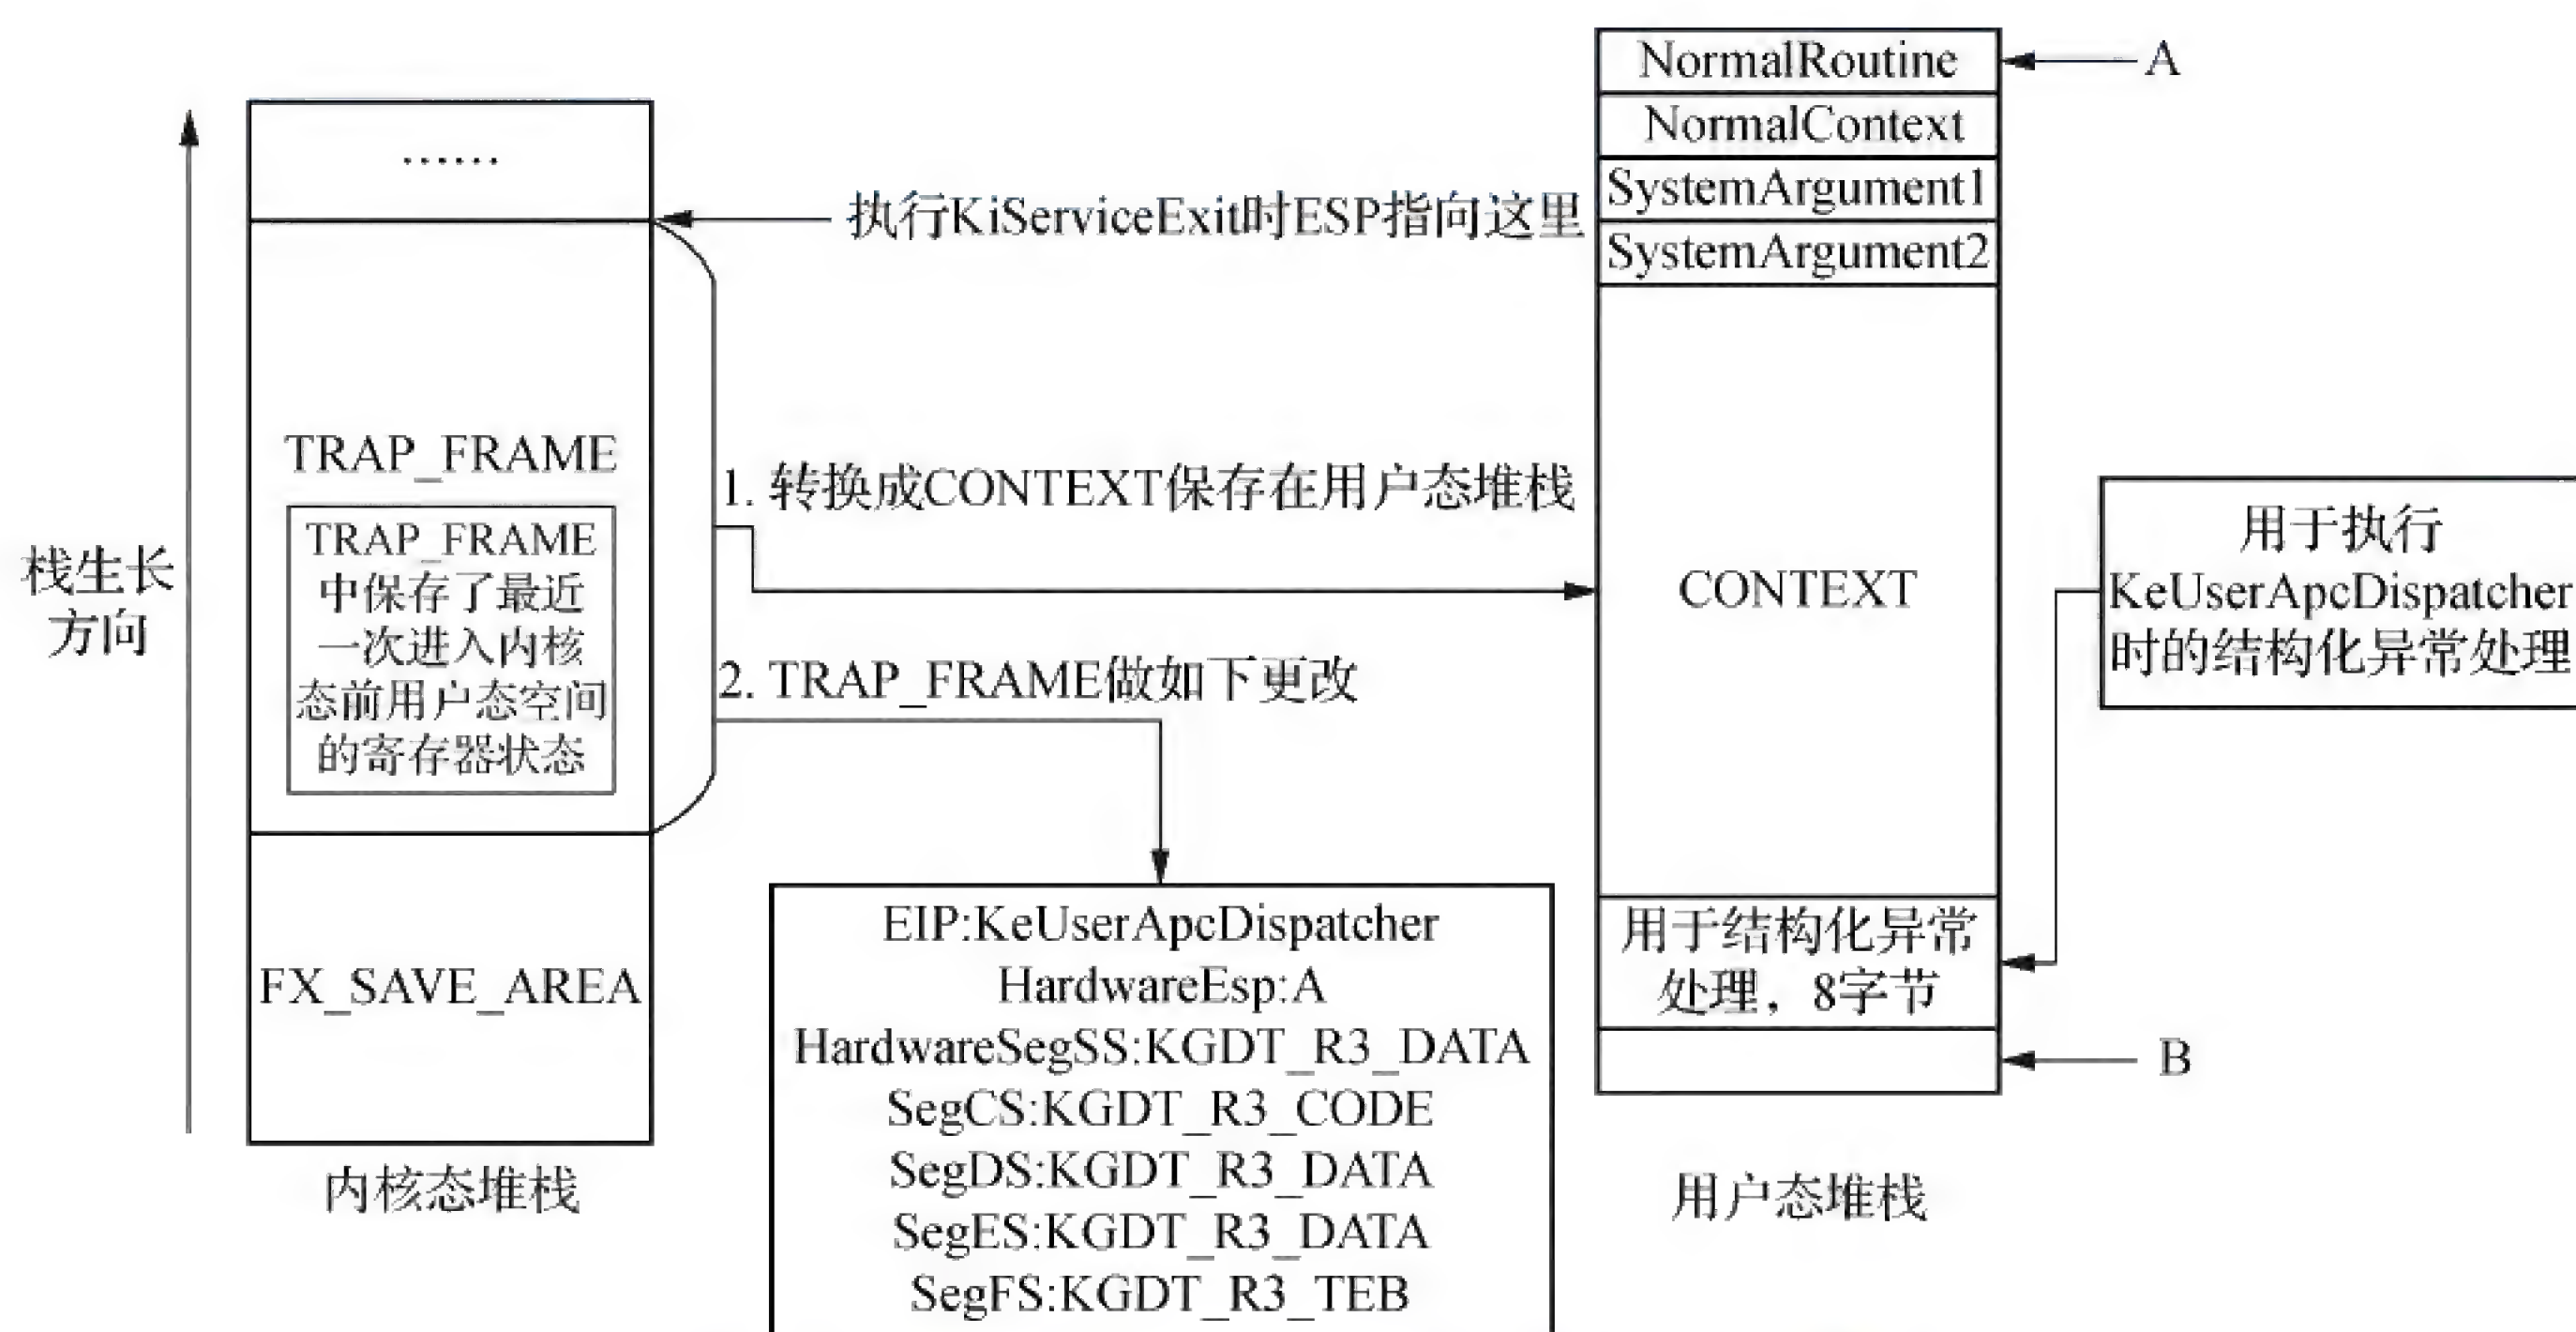 NormalRoutine
A
NormalContext
SystemArgument1
SystemArgument2
……
执行KiServiceExit时ESP指向这里
栈生长
方向
TRAP_FRAME
TRAP_FRAME
中保存了最近
一次进入内核
态前用户态空间
的寄存器状态
FX_SAVE_AREA
内核态堆栈
1. 转换成CONTEXT保存在用户态堆栈
2. TRAP_FRAME做如下更改
EIP:KeUserApcDispatcher
HardwareEsp:A
HardwareSegSS:KGDT_R3_DATA
SegCS:KGDT_R3_CODE
SegDS:KGDT_R3_DATA
SegES:KGDT_R3_DATA
SegFS:KGDT_R3_TEB
CONTEXT
用于执行
KeUserApcDispatcher
时的结构化异常处理
用于结构化异常
处理，8字节
B
用户态堆栈